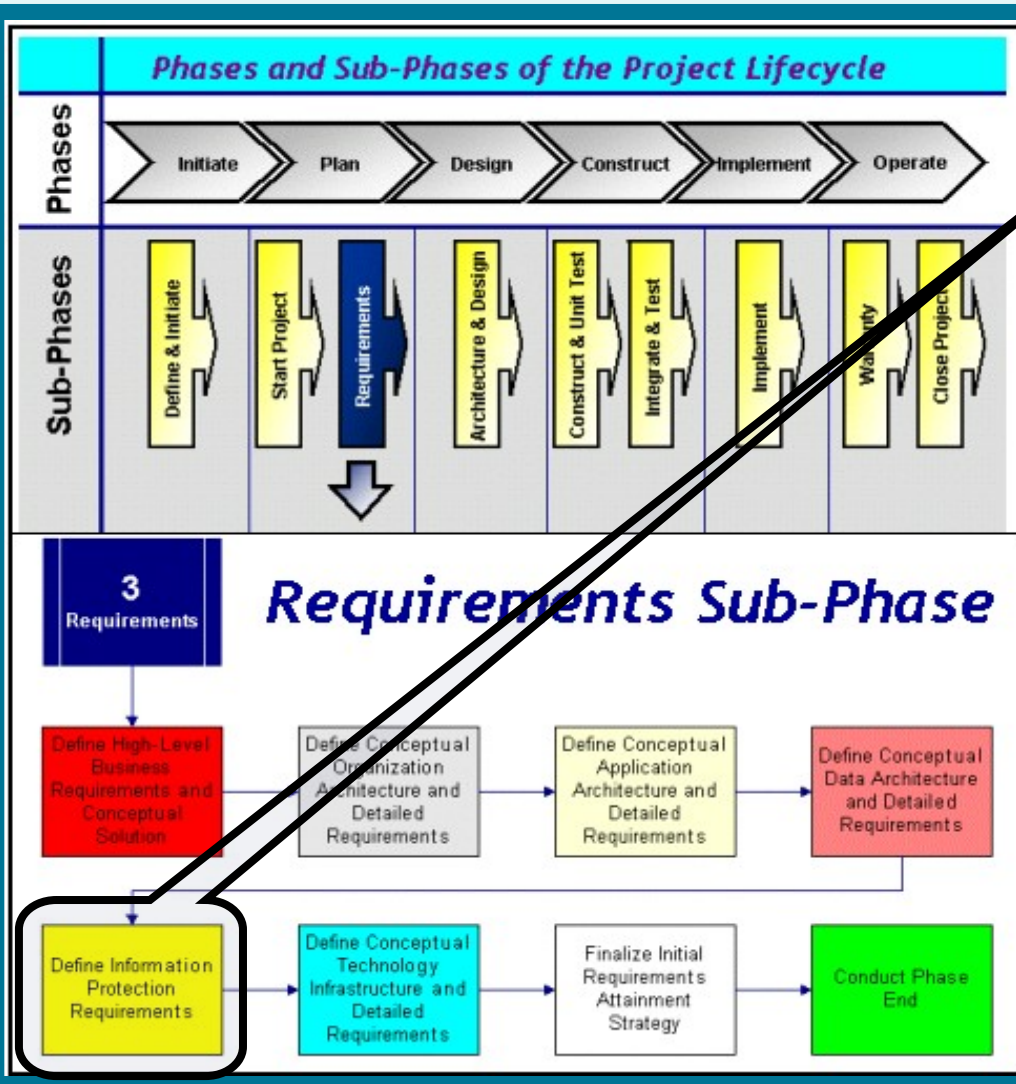 Phases and Sub-Phases of the Project Lifecycle
Phases
Initiate
Plan
Design
Construct
Implement
Operate
Sub-Phases
Define & Initiate
Start Project
Requirements
Architecture & Design
Construct & Unit Test
Integrate & Test
Implement
Warranty
Close Project
3
Requirements
Requirements Sub-Phase
Define High-Level
Business
Requirements and
Conceptual
Solution
Define Conceptual
Organization
Architecture and
Detailed
Requirements
Define Conceptual
Application
Architecture and
Detailed
Requirements
Define Conceptual
Data Architecture
and Detailed
Requirements
Define Information
Protection
Requirements
Define Conceptual
Technology
Infrastructure and
Detailed
Requirements
Finalize Initial
Requirements
Attainment
Strategy
Conduct Phase
End